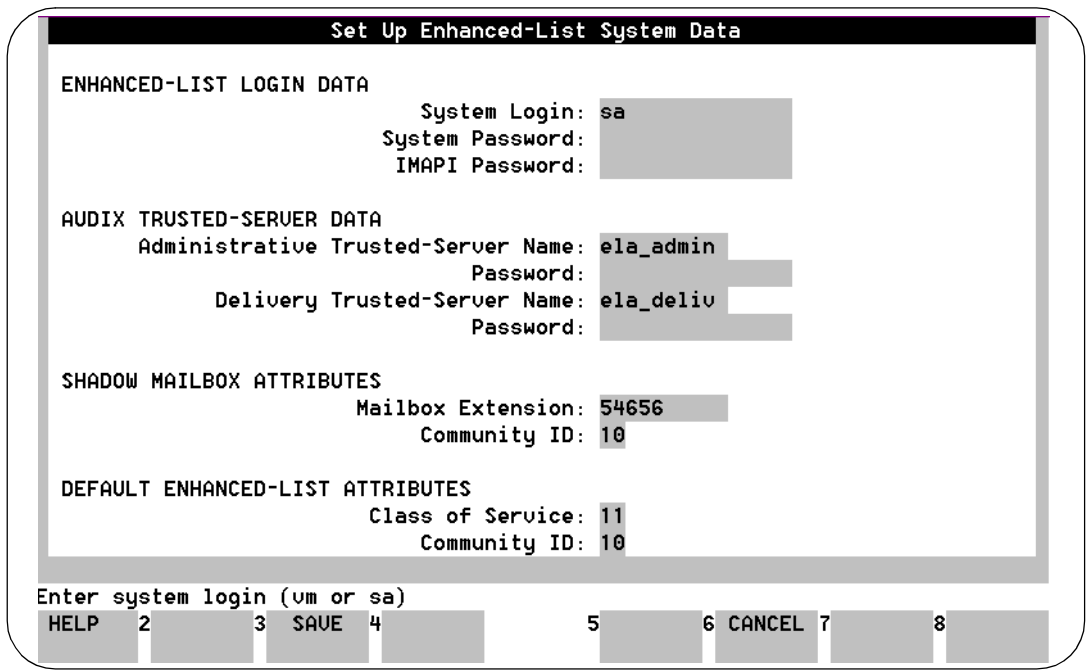 Set Up Enhanced-List System Data
ENHANCED-LIST LOGIN DATA
System Login: sa
System Password:
IMAPI Password:
AUDIX TRUSTED-SERVER DATA
Administrative Trusted-Server Name: ela_admin
Password:
Delivery Trusted-Server Name: ela_deliv
Password:
SHADOW MAILBOX ATTRIBUTES
Mailbox Extension: 54656
Community ID: 10
DEFAULT ENHANCED-LIST ATTRIBUTES
Class of Service: 11
Community ID: 10
Enter system login (vm or sa)
HELP 2 3 SAVE 4 5 6 CANCEL 7 8